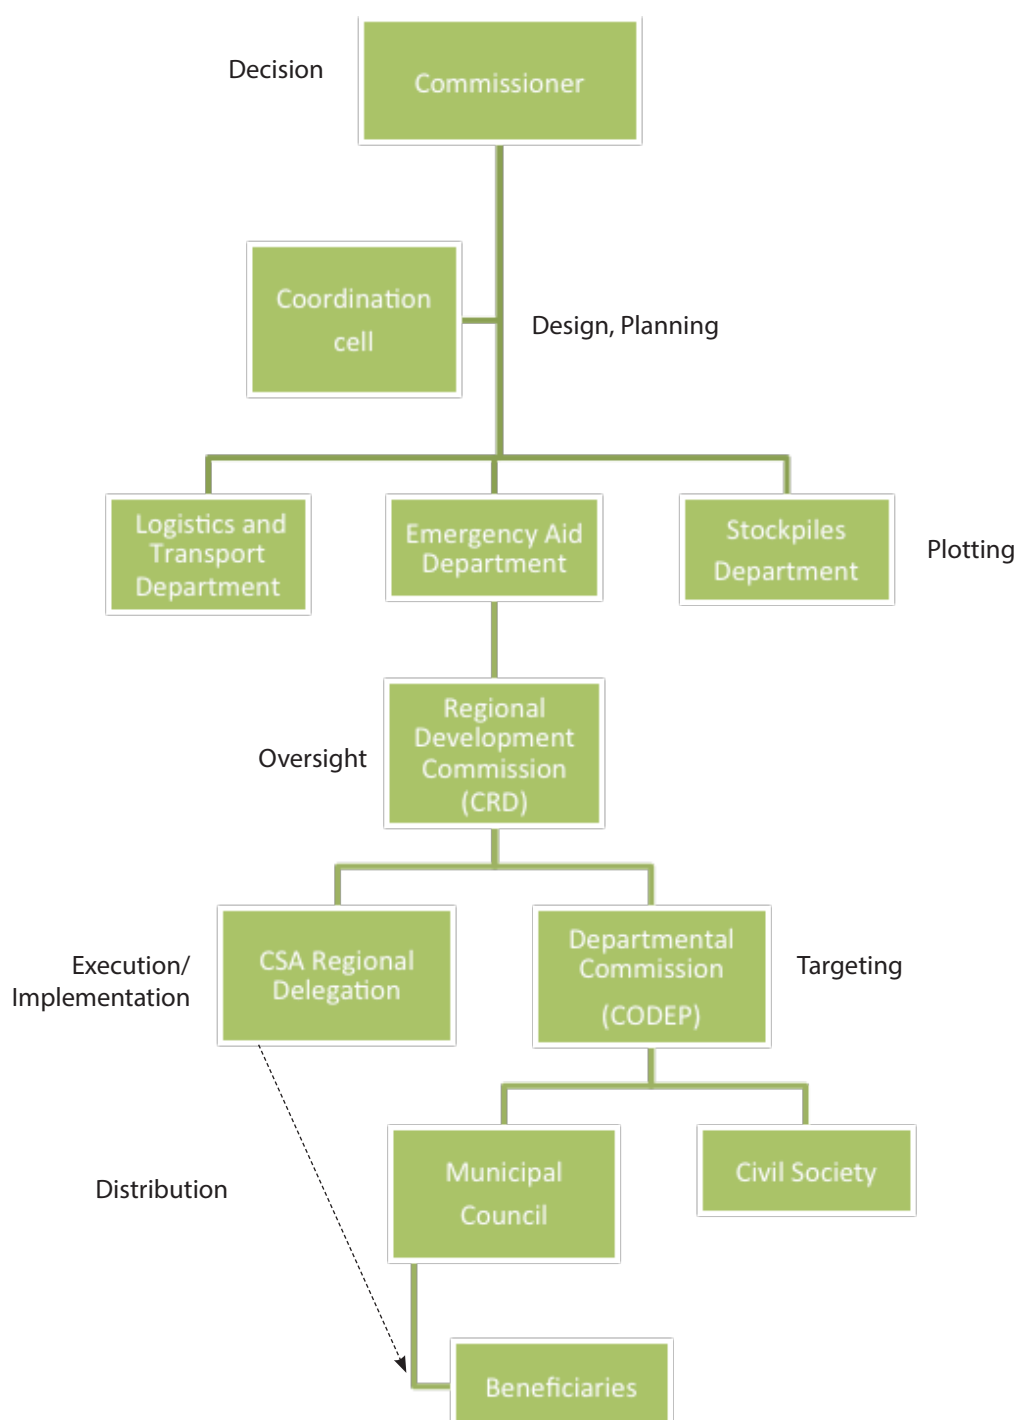 Decision
Commissioner
Coordination
cell
Design, Planning
Logistics and
Transport
Department
Emergency Aid
Department
Stockpiles
Department
Plotting
Oversight
Regional
Development
Commission
(CRD)
Execution/
Implementation
CSA Regional
Delegation
Departmental
Commission
(CODEP)
Targeting
Distribution
Municipal
Council
Civil Society
Beneficiaries